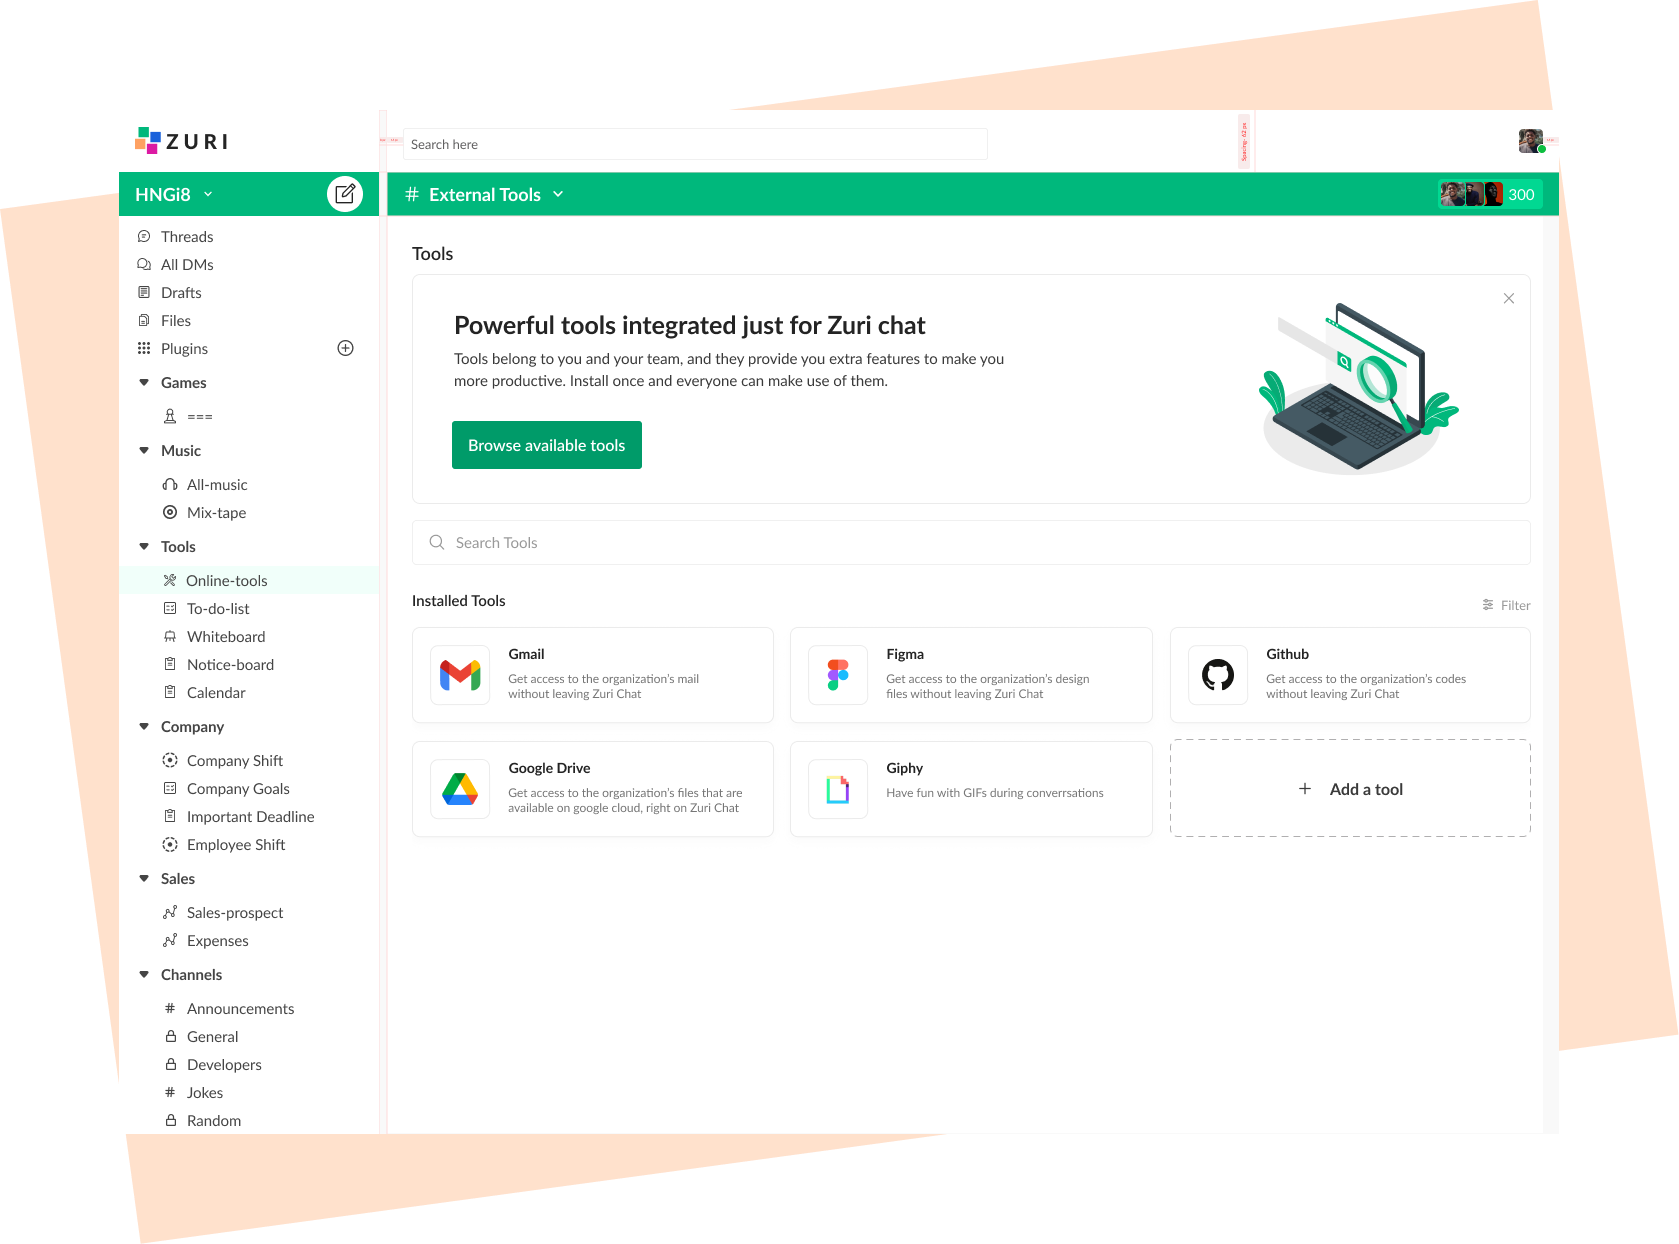 ZURI
Search here
Spacing- 62 px
HNGi8
# External Tools
300
Threads
All DMs
Drafts
Files
Plugins
Games
===
Music
All-music
Mix-tape
Tools
Online-tools
To-do-list
Whiteboard
Notice-board
Calendar
Company
Company Shift
Company Goals
Important Deadline
Employee Shift
Sales
Sales-prospect
Expenses
Channels
# Announcements
General
Developers
# Jokes
Random
Tools
Powerful tools integrated just for Zuri chat
Tools belong to you and your team, and they provide you extra features to make you
more productive. Install once and everyone can make use of them.
Browse available tools
Search Tools
Installed Tools
Filter
Gmail
Get access to the organization's mail
without leaving Zuri Chat
Figma
Get access to the organization's design
files without leaving Zuri Chat
Github
Get access to the organization's codes
without leaving Zuri Chat
Google Drive
Get access to the organization's files that are
available on google cloud, right on Zuri Chat
Giphy
Have fun with GIFs during converrsations
+ Add a tool